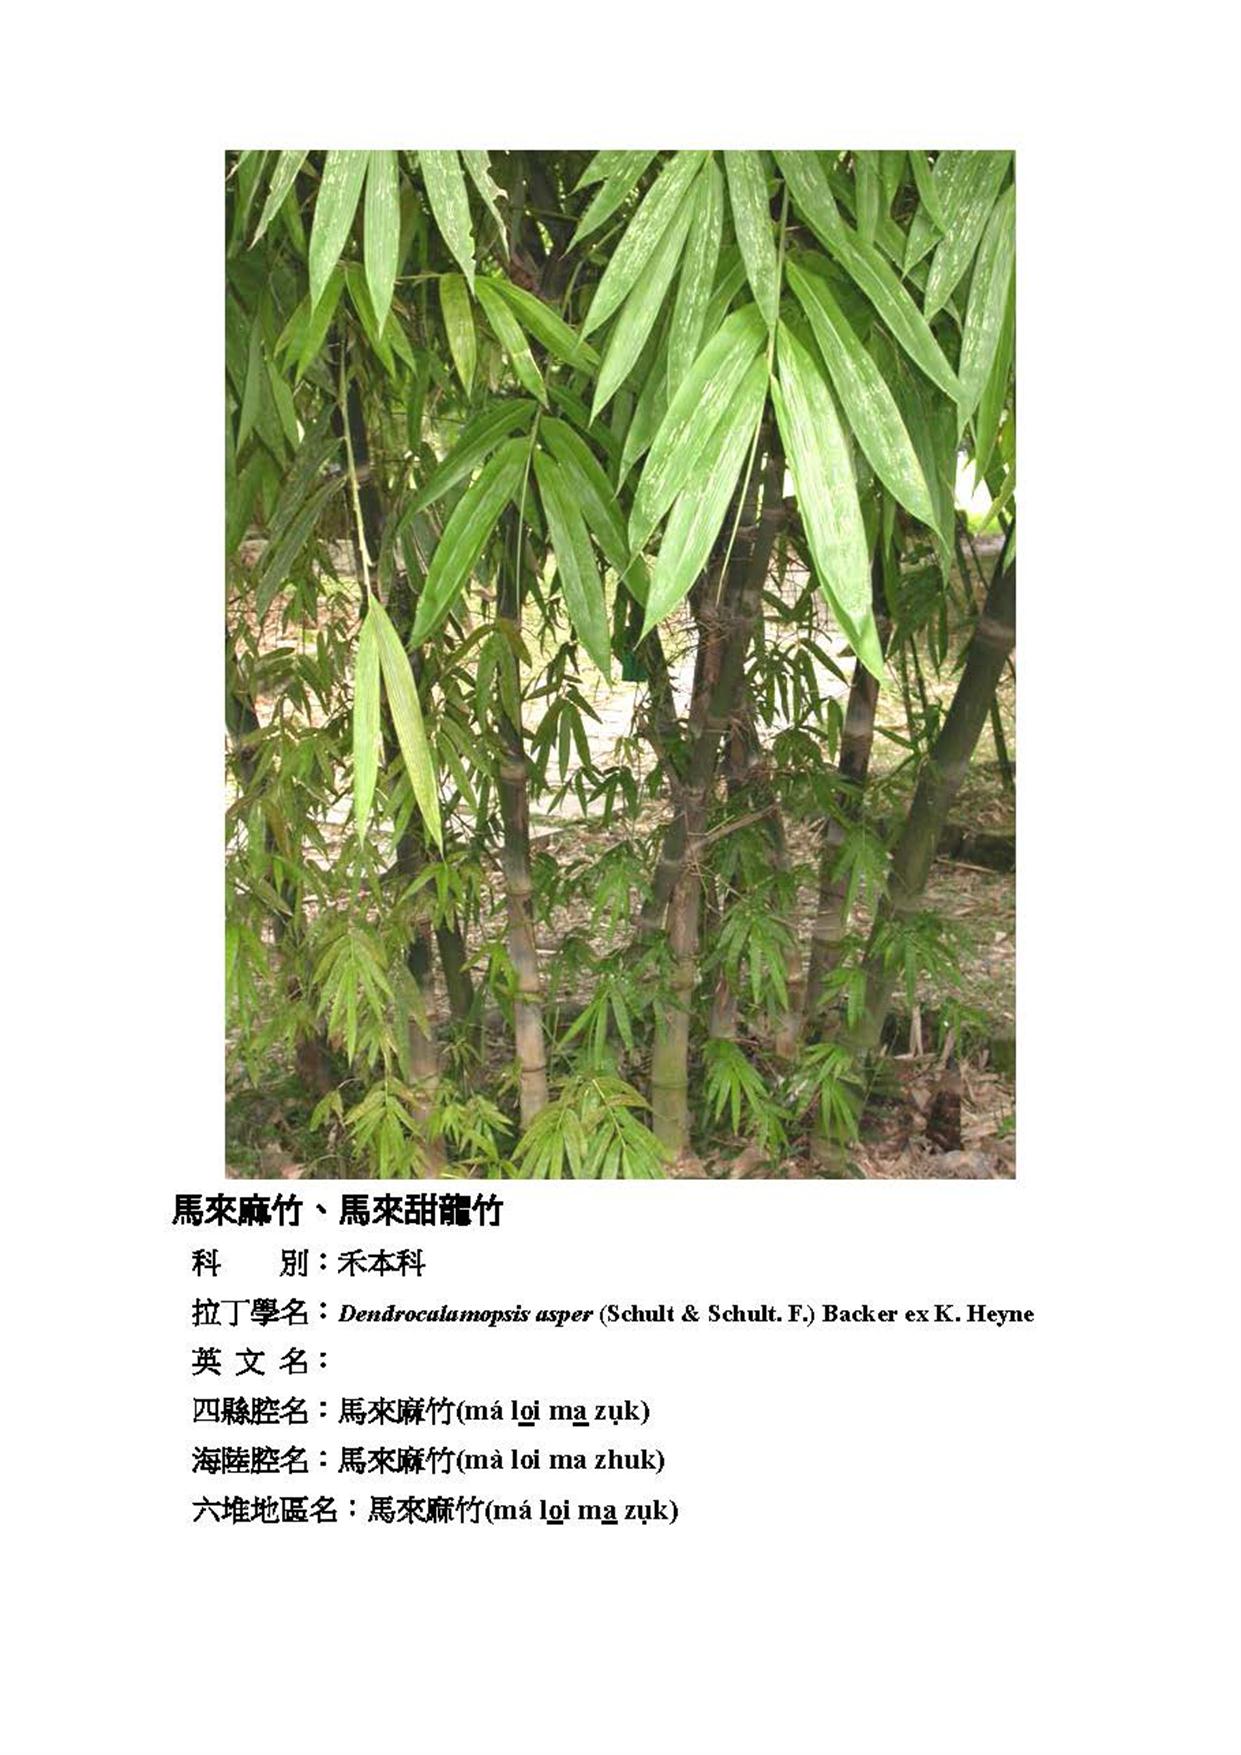 馬來麻竹、馬來甜龍竹
科　　別：禾本科
拉丁學名：Dendrocalamopsis asper (Schult & Schult. F.) Backer ex K. Heyne
英 文 名：
四縣腔名：馬來麻竹(má lo̲i ma̲ zṳk)
海陸腔名：馬來麻竹(mà loi ma zhuk)
六堆地區名：馬來麻竹(má lo̲i ma̲ zṳk)